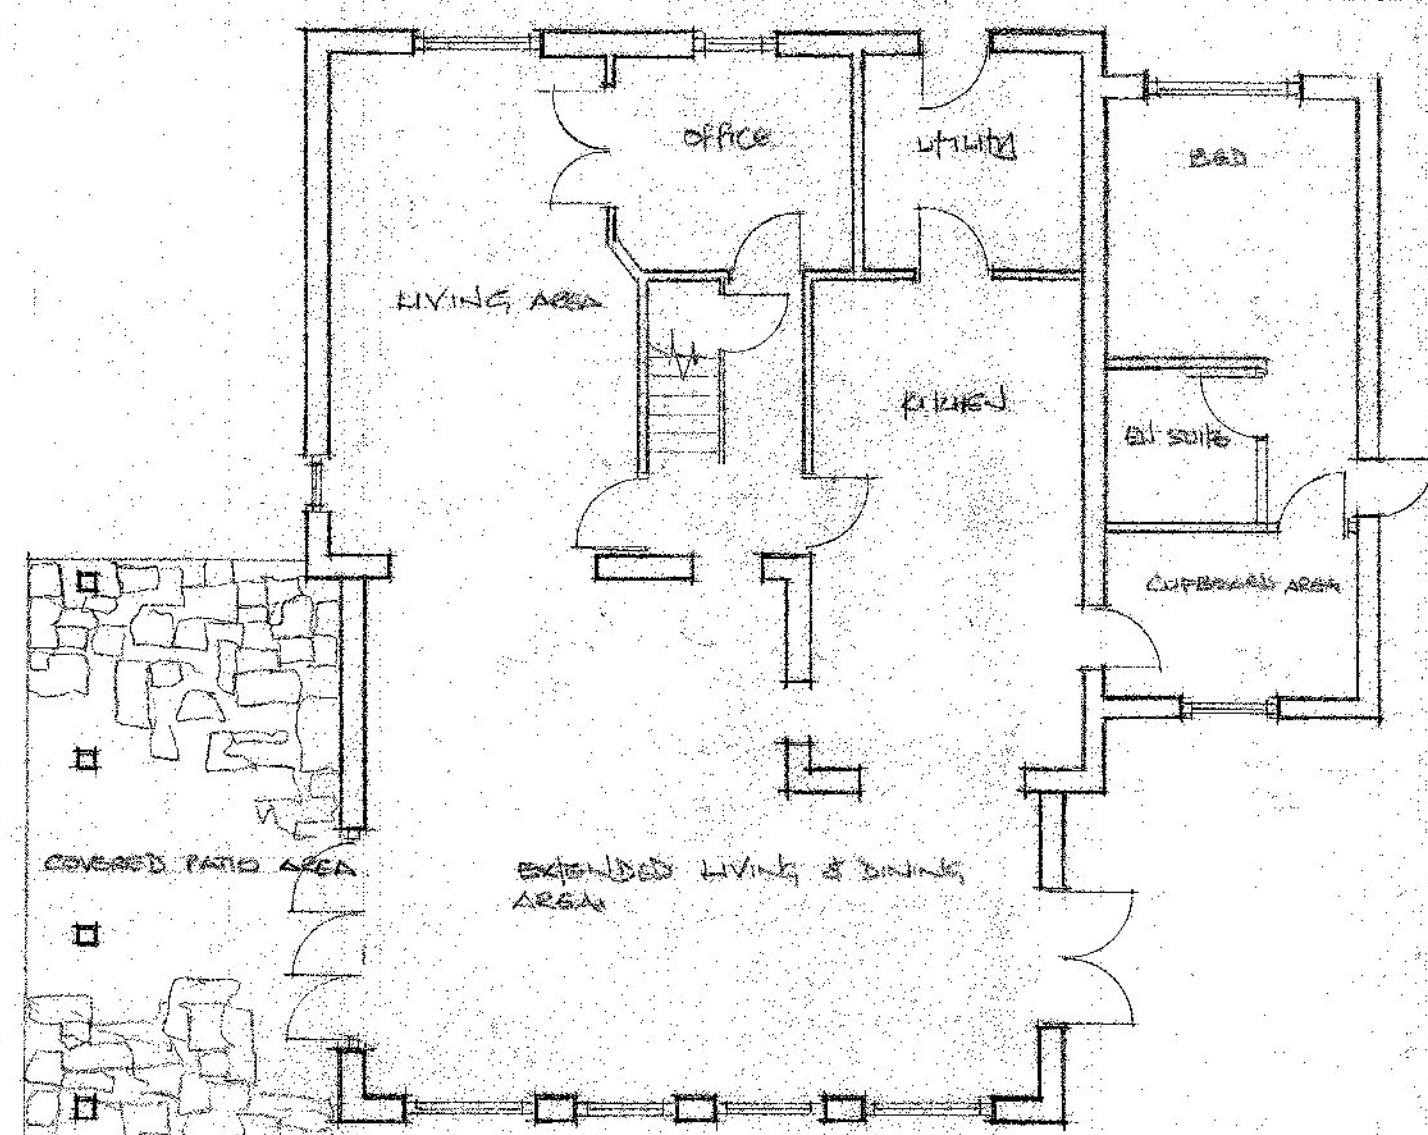 OFFICE
UTILITY
BED
LIVING AREA
KITCHEN
EN SUITE
CUPBOARD AREA
COVERED PATIO AREA
EXTENDED LIVING & DINING
AREA